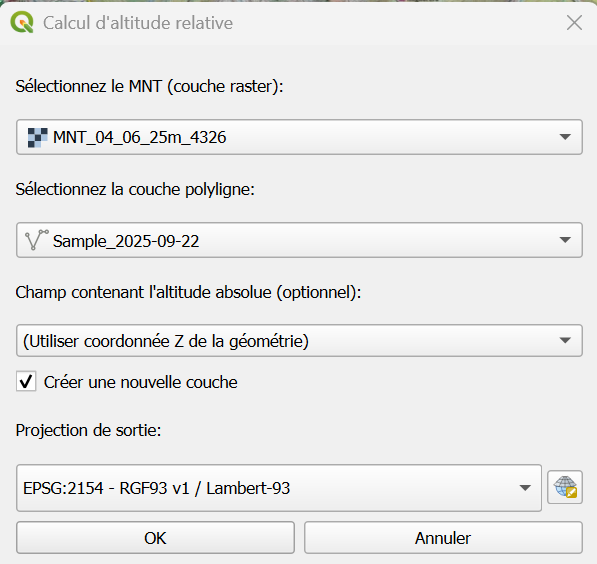 Calcul d'altitude relative
Sélectionnez le MNT (couche raster):
MNT_04_06_25m_4326
Sélectionnez la couche polyligne:
Sample_2025-09-22
Champ contenant l'altitude absolue (optionnel):
(Utiliser coordonnée Z de la géométrie)
Créer une nouvelle couche
Projection de sortie:
EPSG:2154 - RGF93 v1 / Lambert-93
OK
Annuler